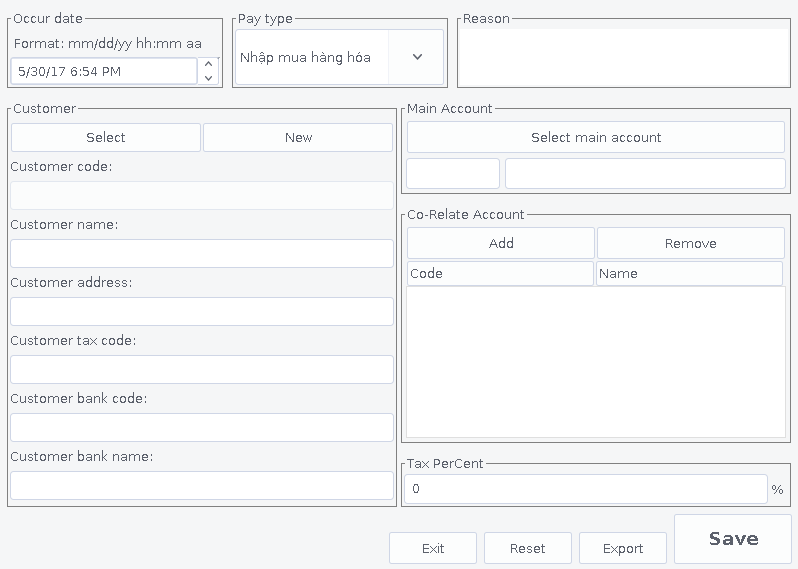 Occur date
Format: mm/dd/yy hh:mm aa
5/30/17 6:54 PM
Pay type
Nhập mua hàng hóa
Reason
Customer
Select
New
Customer code:
Customer name:
Customer address:
Customer tax code:
Customer bank code:
Customer bank name:
Main Account
Select main account
Co-Relate Account
Add
Remove
Code
Name
Tax PerCent
0
%
Exit
Reset
Export
Save